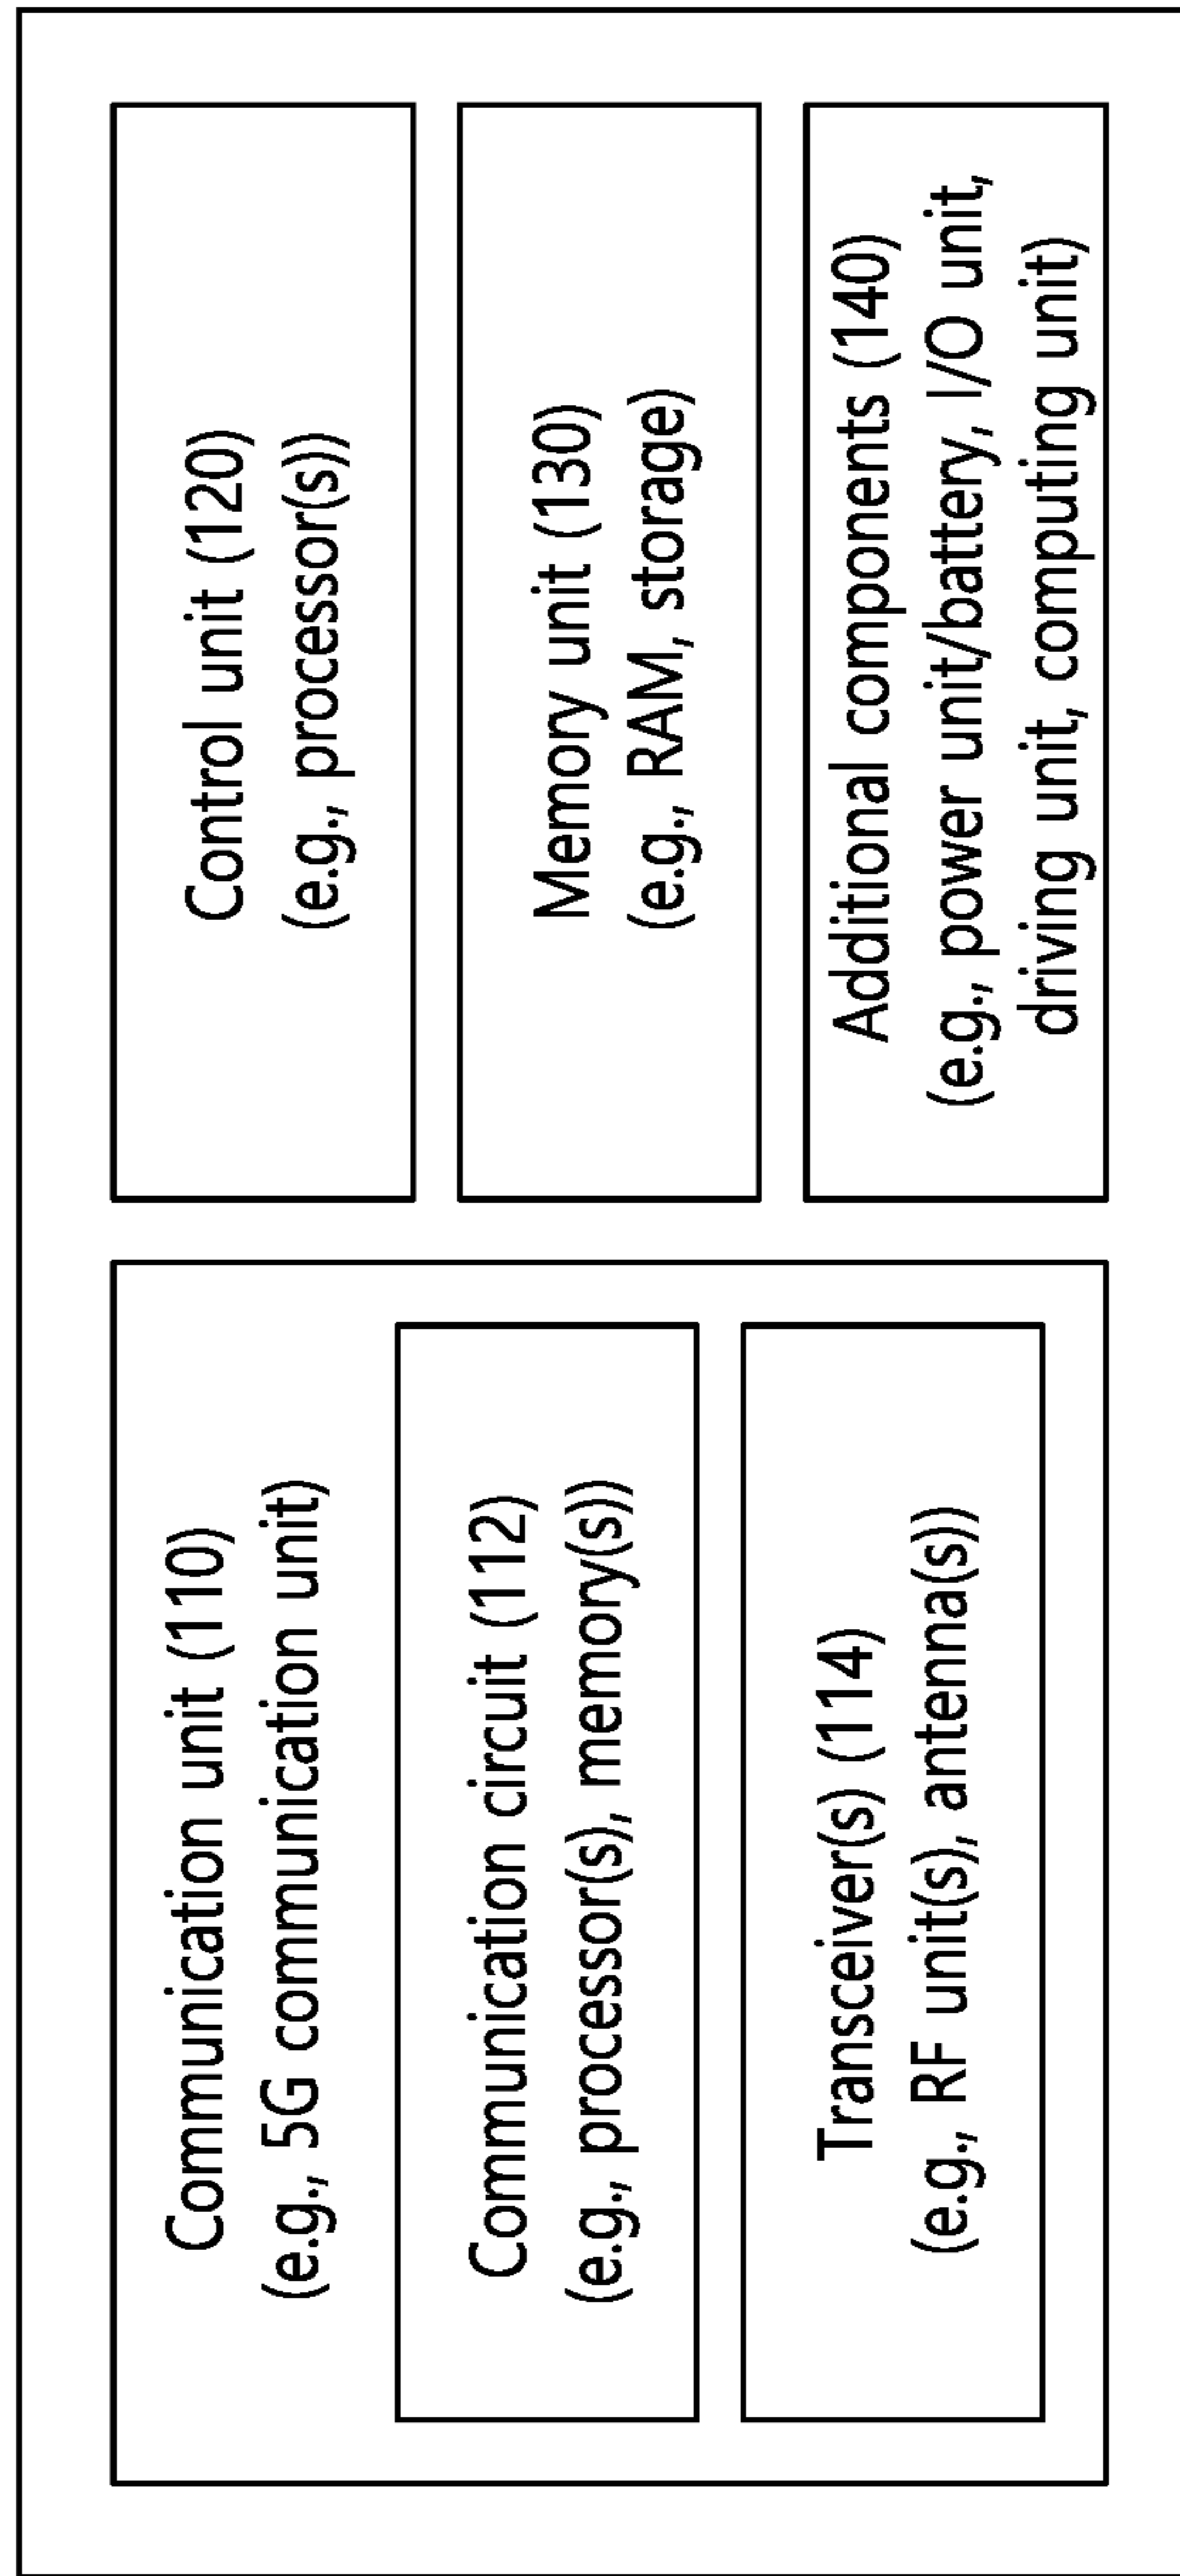 Communication unit (110)
(e.g., 5G communication unit)
Communication circuit (112)
(e.g., processor(s), memory(s))
Transceiver(s) (114)
(e.g., RF unit(s), antenna(s))
Control unit (120)
(e.g., processor(s))
Memory unit (130)
(e.g., RAM, storage)
Additional components (140)
(e.g., power unit/battery, I/O unit,
driving unit, computing unit)